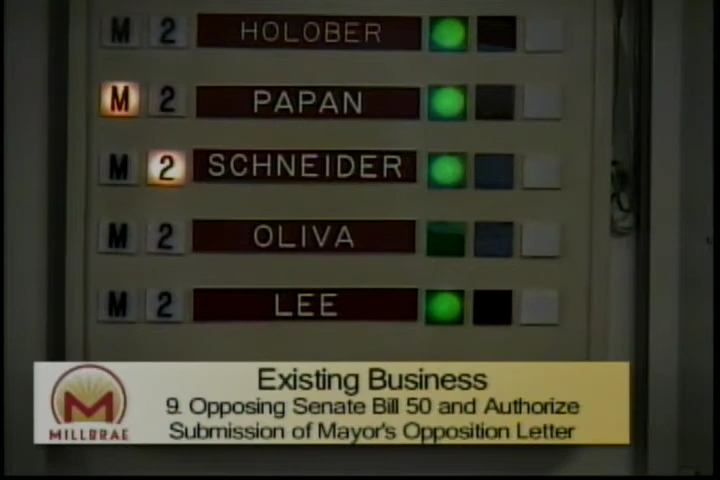 M 2 HOLOBER
M 2 PAPAN
M 2 SCHNEIDER
M 2 OLIVA
M 2 LEE
M
MILLBRAE
Existing Business
9. Opposing Senate Bill 50 and Authorize
Submission of Mayor's Opposition Letter